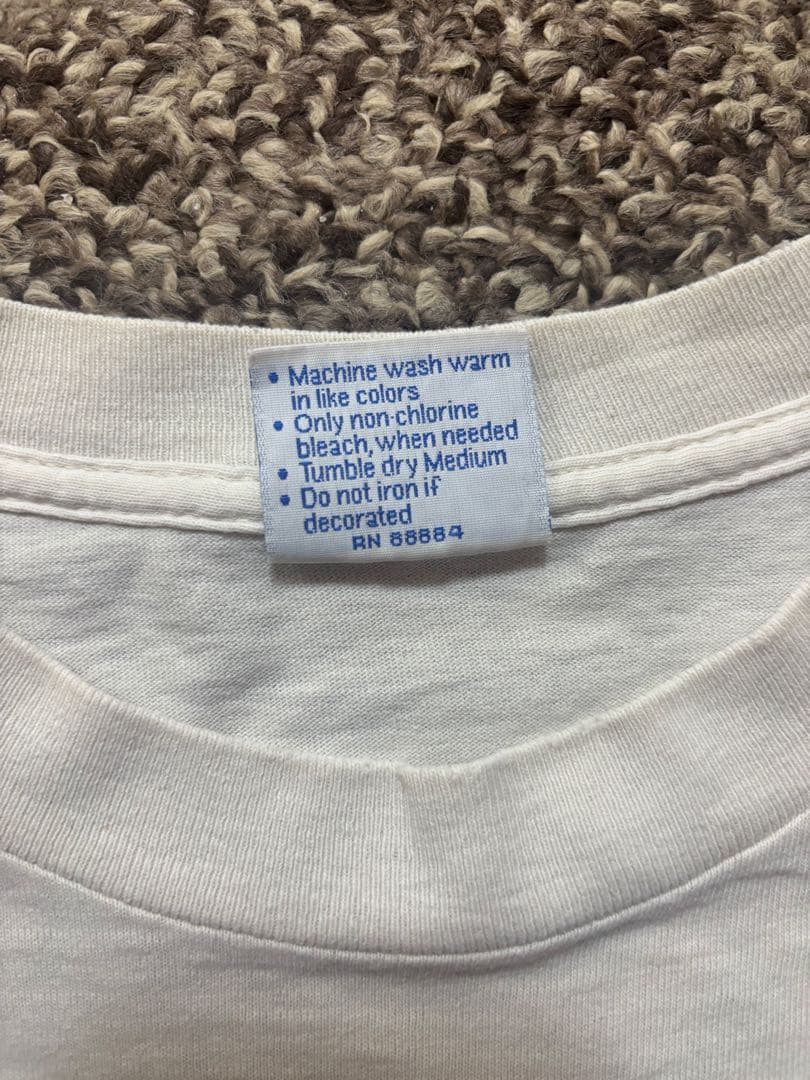 • Machine wash warm
in like colors
• Only non-chlorine
bleach, when needed
• Tumble dry Medium
• Do not iron if
decorated
RN 88884